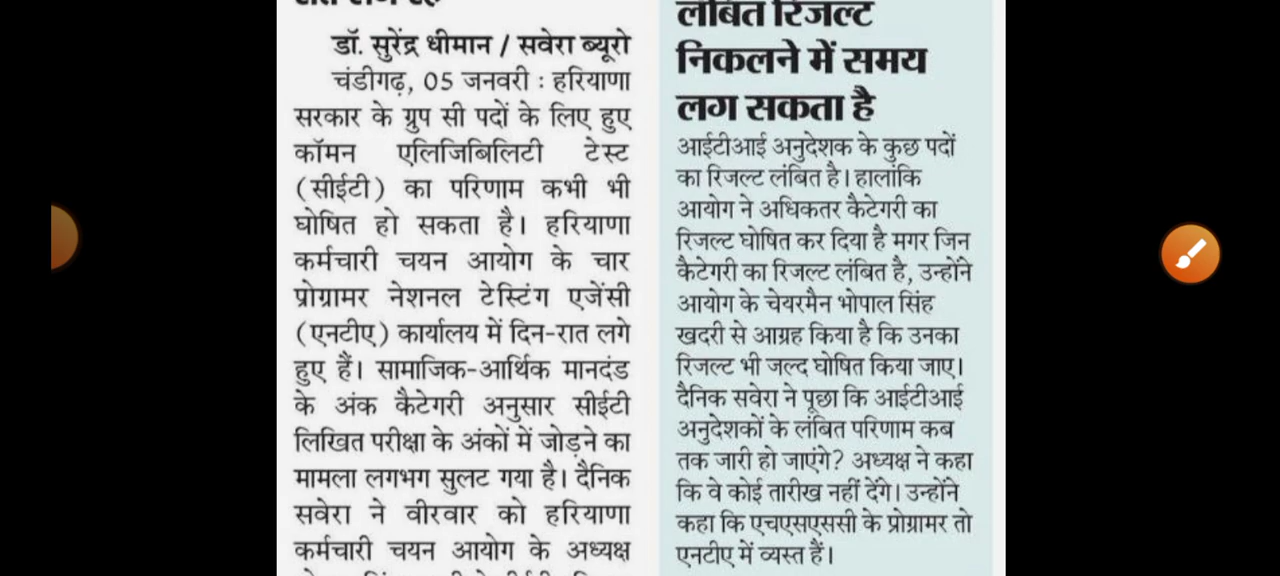 डॉ. सुरेंद्र धीमान / सवेरा ब्यूरो
चंडीगढ़, 05 जनवरी : हरियाणा
सरकार के ग्रुप सी पदों के लिए हुए
कॉमन एलिजिबिलिटी टेस्ट
(सीईटी) का परिणाम कभी भी
घोषित हो सकता है। हरियाणा
कर्मचारी चयन आयोग के चार
प्रोग्रामर नेशनल टेस्टिंग एजेंसी
(एनटीए) कार्यालय में दिन-रात लगे
हुए हैं। सामाजिक-आर्थिक मानदंड
के अंक कैटेगरी अनुसार सीईटी
लिखित परीक्षा के अंकों में जोड़ने का
मामला लगभग सुलट गया है। दैनिक
सवेरा ने वीरवार को हरियाणा
कर्मचारी चयन आयोग के अध्यक्ष
लंबित रिजल्ट
निकलने में समय
लग सकता है
आईटीआई अनुदेशक के कुछ पदों
का रिजल्ट लंबित है। हालांकि
आयोग ने अधिकतर कैटेगरी का
रिजल्ट घोषित कर दिया है मगर जिन
कैटेगरी का रिजल्ट लंबित है, उन्होंने
आयोग के चेयरमैन भोपाल सिंह
खदरी से आग्रह किया है कि उनका
रिजल्ट भी जल्द घोषित किया जाए।
दैनिक सवेरा ने पूछा कि आईटीआई
अनुदेशकों के लंबित परिणाम कब
तक जारी हो जाएंगे? अध्यक्ष ने कहा
कि वे कोई तारीख नहीं देंगे। उन्होंने
कहा कि एचएसएससी के प्रोग्रामर तो
एनटीए में व्यस्त हैं।